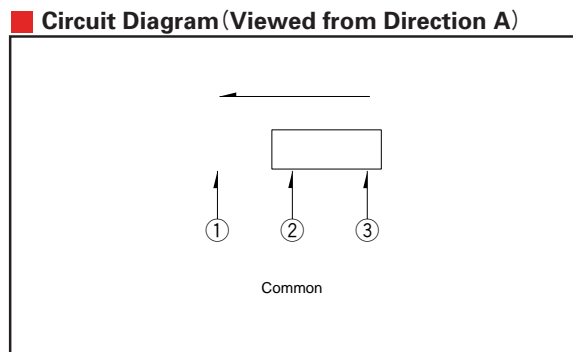 Circuit Diagram（Viewed from Direction A）
① ② ③
Common